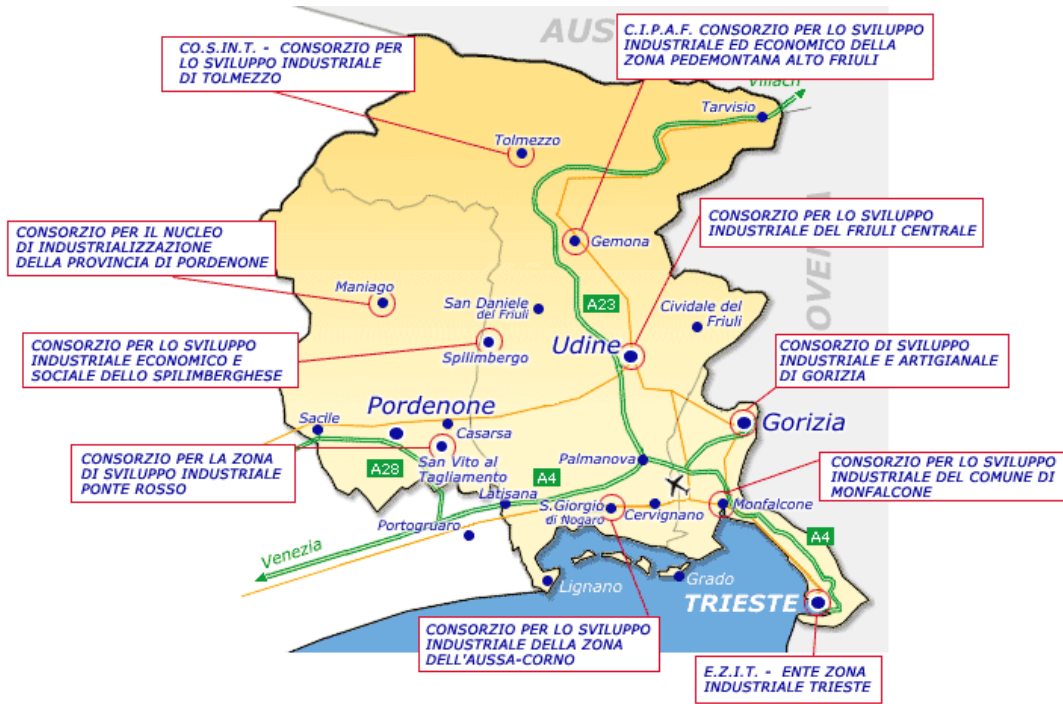 AUS
CO.S.IN.T. - CONSORZIO PER
LO SVILUPPO INDUSTRIALE
DI TOLMEZZO
C.I.P.A.F. CONSORZIO PER LO SVILUPPO
INDUSTRIALE ED ECONOMICO DELLA
ZONA PEDEMONTANA ALTO FRIULI
Villach
Tarvisio
Tolmezzo
CONSORZIO PER LO SVILUPPO
INDUSTRIALE DEL FRIULI CENTRALE
OVENIA
CONSORZIO PER IL NUCLEO
DI INDUSTRIALIZZAZIONE
DELLA PROVINCIA DI PORDENONE
Gemona
Maniago
A23
San Daniele
del Friuli
Cividale del
Friuli
CONSORZIO PER LO SVILUPPO
INDUSTRIALE ECONOMICO E
SOCIALE DELLO SPILIMBERGHESE
Spilimbergo
Udine
CONSORZIO DI SVILUPPO
INDUSTRIALE E ARTIGIANALE
DI GORIZIA
Pordenone
Sacile
Casarsa
Gorizia
CONSORZIO PER LA ZONA
DI SVILUPPO INDUSTRIALE
PONTE ROSSO
A28
San Vito al
Tagliamento
A4
Palmanova
CONSORZIO PER LO SVILUPPO
INDUSTRIALE DEL COMUNE DI
MONFALCONE
Latisana
S.Giorgio
di Nogaro
Cervignano
Monfalcone
Portogruaro
A4
Venezia
Lignano
Grado
TRIESTE
CONSORZIO PER LO SVILUPPO
INDUSTRIALE DELLA ZONA
DELL'AUSSA-CORNO
E.Z.I.T. - ENTE ZONA
INDUSTRIALE TRIESTE